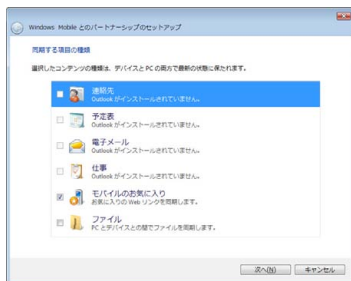 Windows Mobile とのパートナーシップのセットアップ
同期する項目の種類
選択したコンテンツの種類は、デバイスと PC の両方で最新の状態に保たれます。
連絡先
Outlook がインストールされていません。
予定表
Outlook がインストールされていません。
電子メール
Outlook がインストールされていません。
仕事
Outlook がインストールされていません。
モバイルのお気に入り
お気に入りの Web リンクを同期します。
ファイル
PC とデバイスとの間でファイルを同期します。
次へ(N)
キャンセル